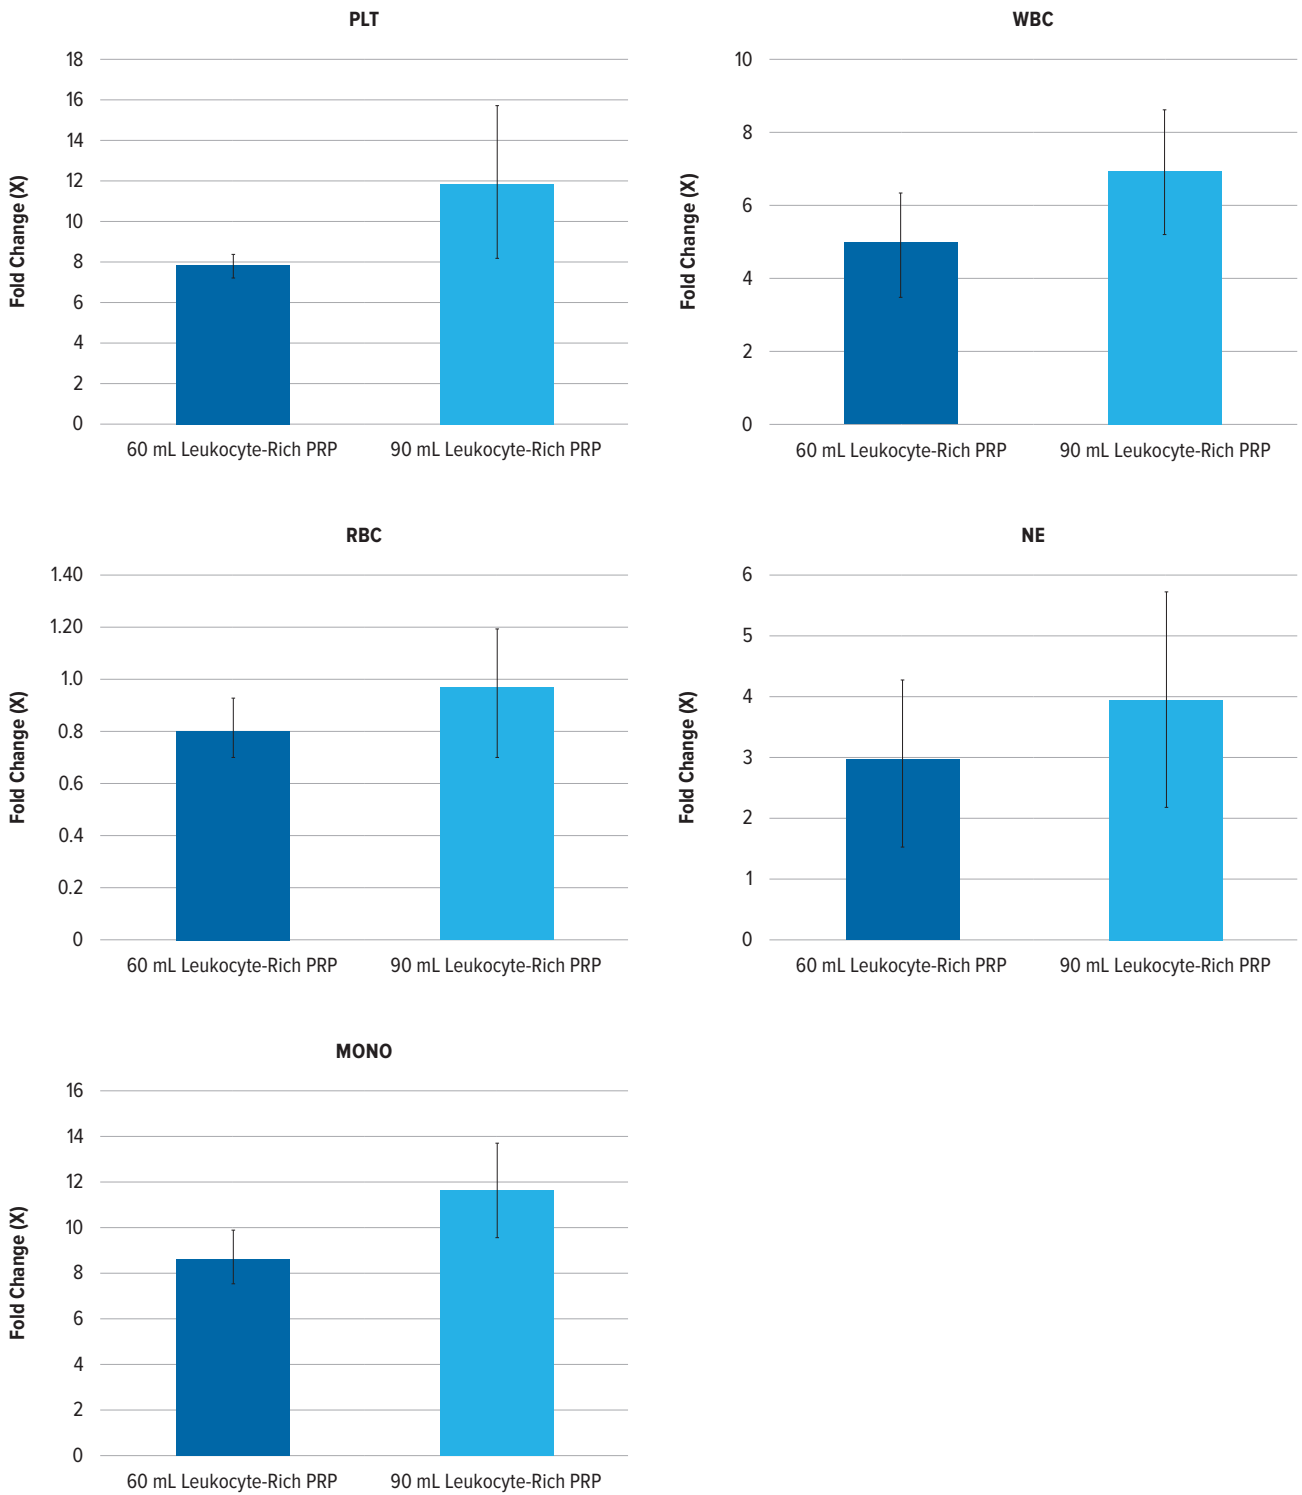 PLT
Fold Change (X)
18
16
14
12
10
8
6
4
2
0
60 mL Leukocyte-Rich PRP
90 mL Leukocyte-Rich PRP
WBC
Fold Change (X)
10
8
6
4
2
0
60 mL Leukocyte-Rich PRP
90 mL Leukocyte-Rich PRP
RBC
Fold Change (X)
1.40
1.20
1.0
0.8
0.6
0.4
0.2
0
60 mL Leukocyte-Rich PRP
90 mL Leukocyte-Rich PRP
NE
Fold Change (X)
6
5
4
3
2
1
0
60 mL Leukocyte-Rich PRP
90 mL Leukocyte-Rich PRP
MONO
Fold Change (X)
16
14
12
10
8
6
4
2
0
60 mL Leukocyte-Rich PRP
90 mL Leukocyte-Rich PRP